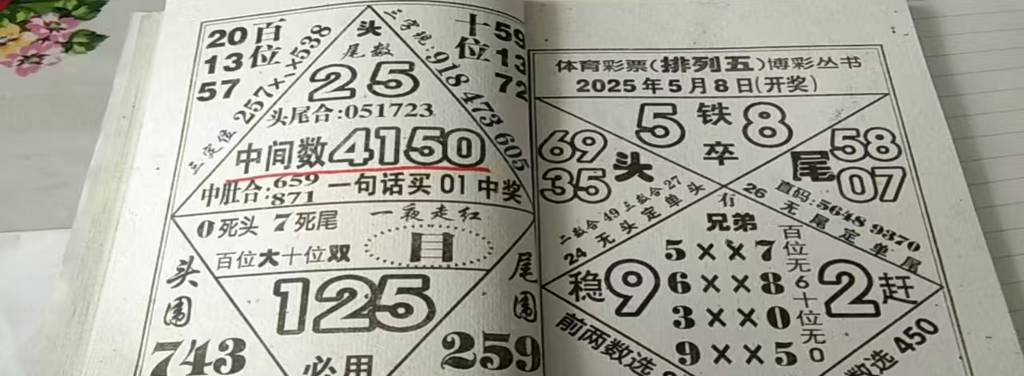 20百
13位
57
头
尾数
25
三字现:918 473 605
十59
位13
72
三定位 257××538
头尾合:051723
中间数4150
中肚合:659
871
一句话买 01 中奖
0死头 7死尾
一夜走红
百位大十位双
头围
743
125
必用
尾围
259
体育彩票(排列五)博彩丛书
2025年5月8日(开奖)
5铁8
卒
69
35
头
尾
58
07
二数合49三数合27
24 无头定单头
有
兄弟
26 无尾定单尾
直码:5648 9370
5××7
6××8
3××0
9××5
百位无6十位无0
稳9
2赶
前两数选
数选 450